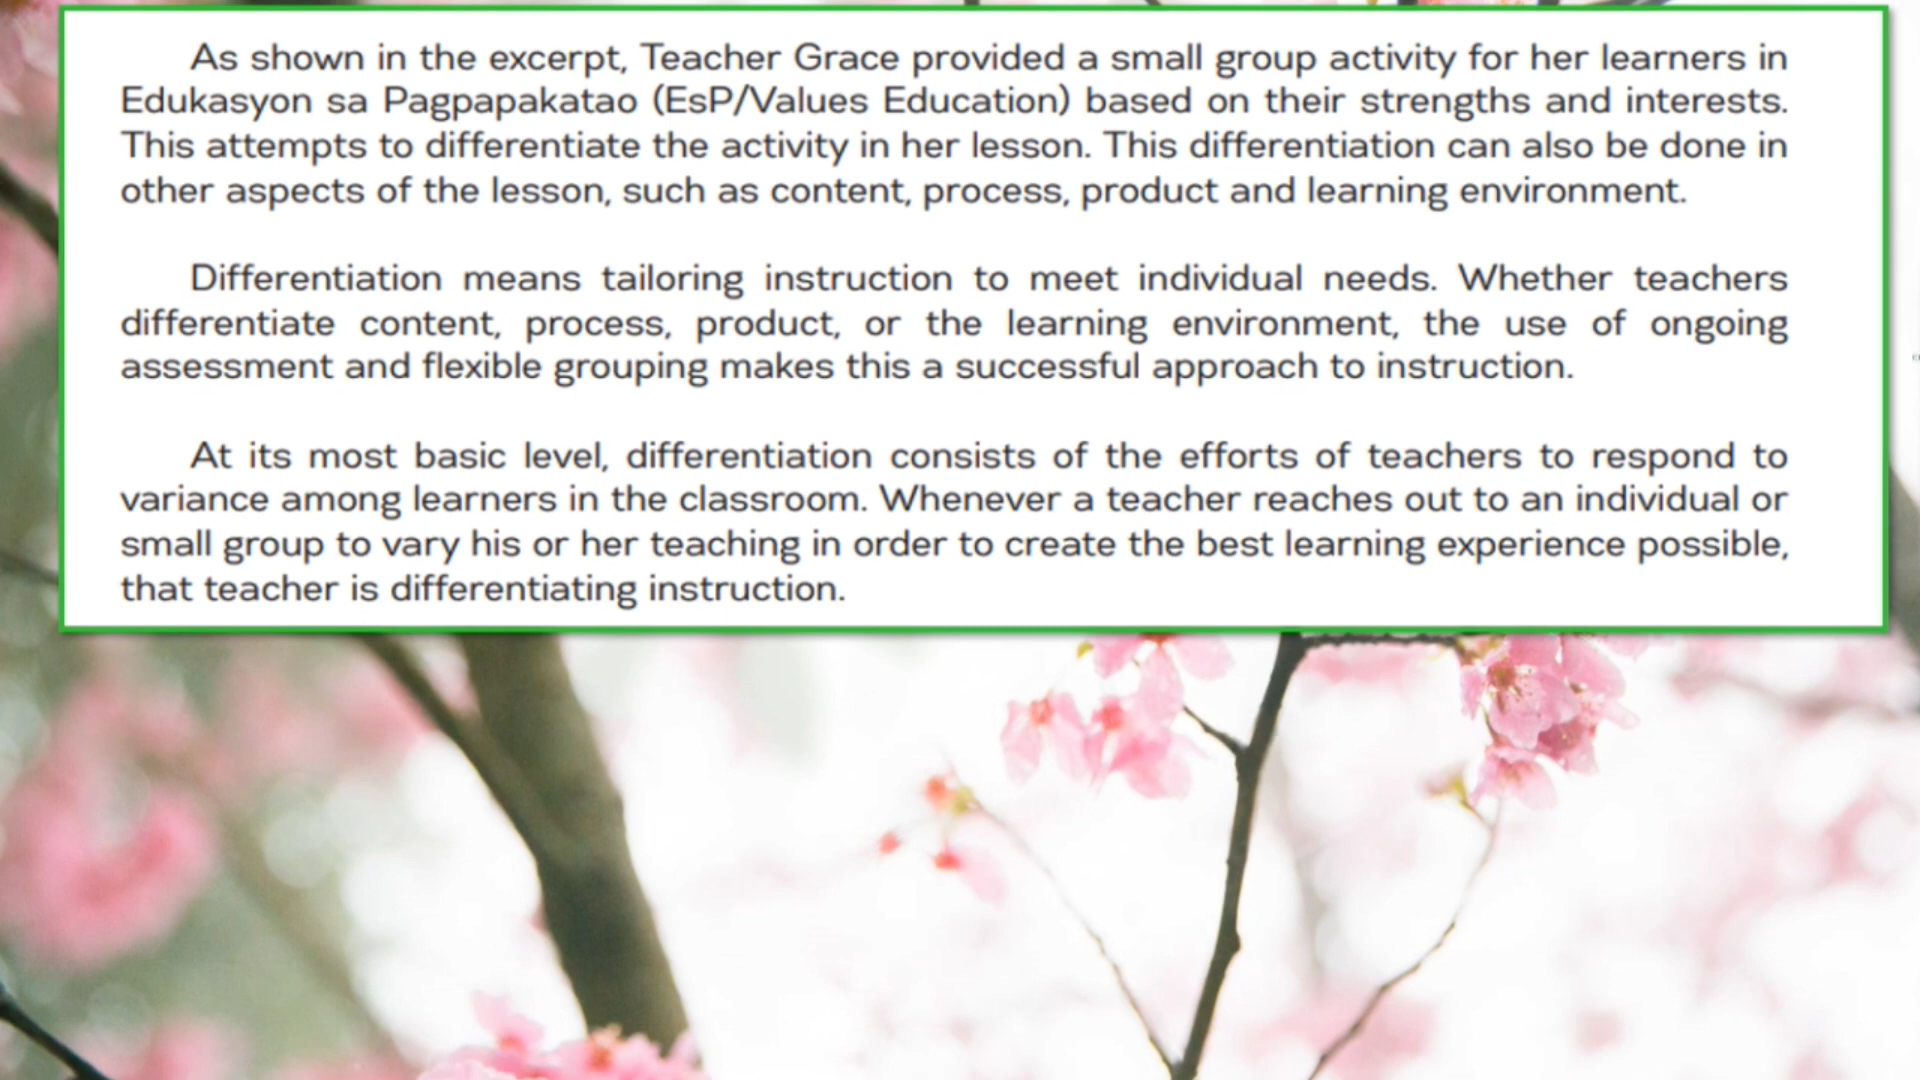 As shown in the excerpt, Teacher Grace provided a small group activity for her learners in
Edukasyon sa Pagpapakatao (EsP/Values Education) based on their strengths and interests.
This attempts to differentiate the activity in her lesson. This differentiation can also be done in
other aspects of the lesson, such as content, process, product and learning environment.
Differentiation means tailoring instruction to meet individual needs. Whether teachers
differentiate content, process, product, or the learning environment, the use of ongoing
assessment and flexible grouping makes this a successful approach to instruction.
At its most basic level, differentiation consists of the efforts of teachers to respond to
variance among learners in the classroom. Whenever a teacher reaches out to an individual or
small group to vary his or her teaching in order to create the best learning experience possible,
that teacher is differentiating instruction.